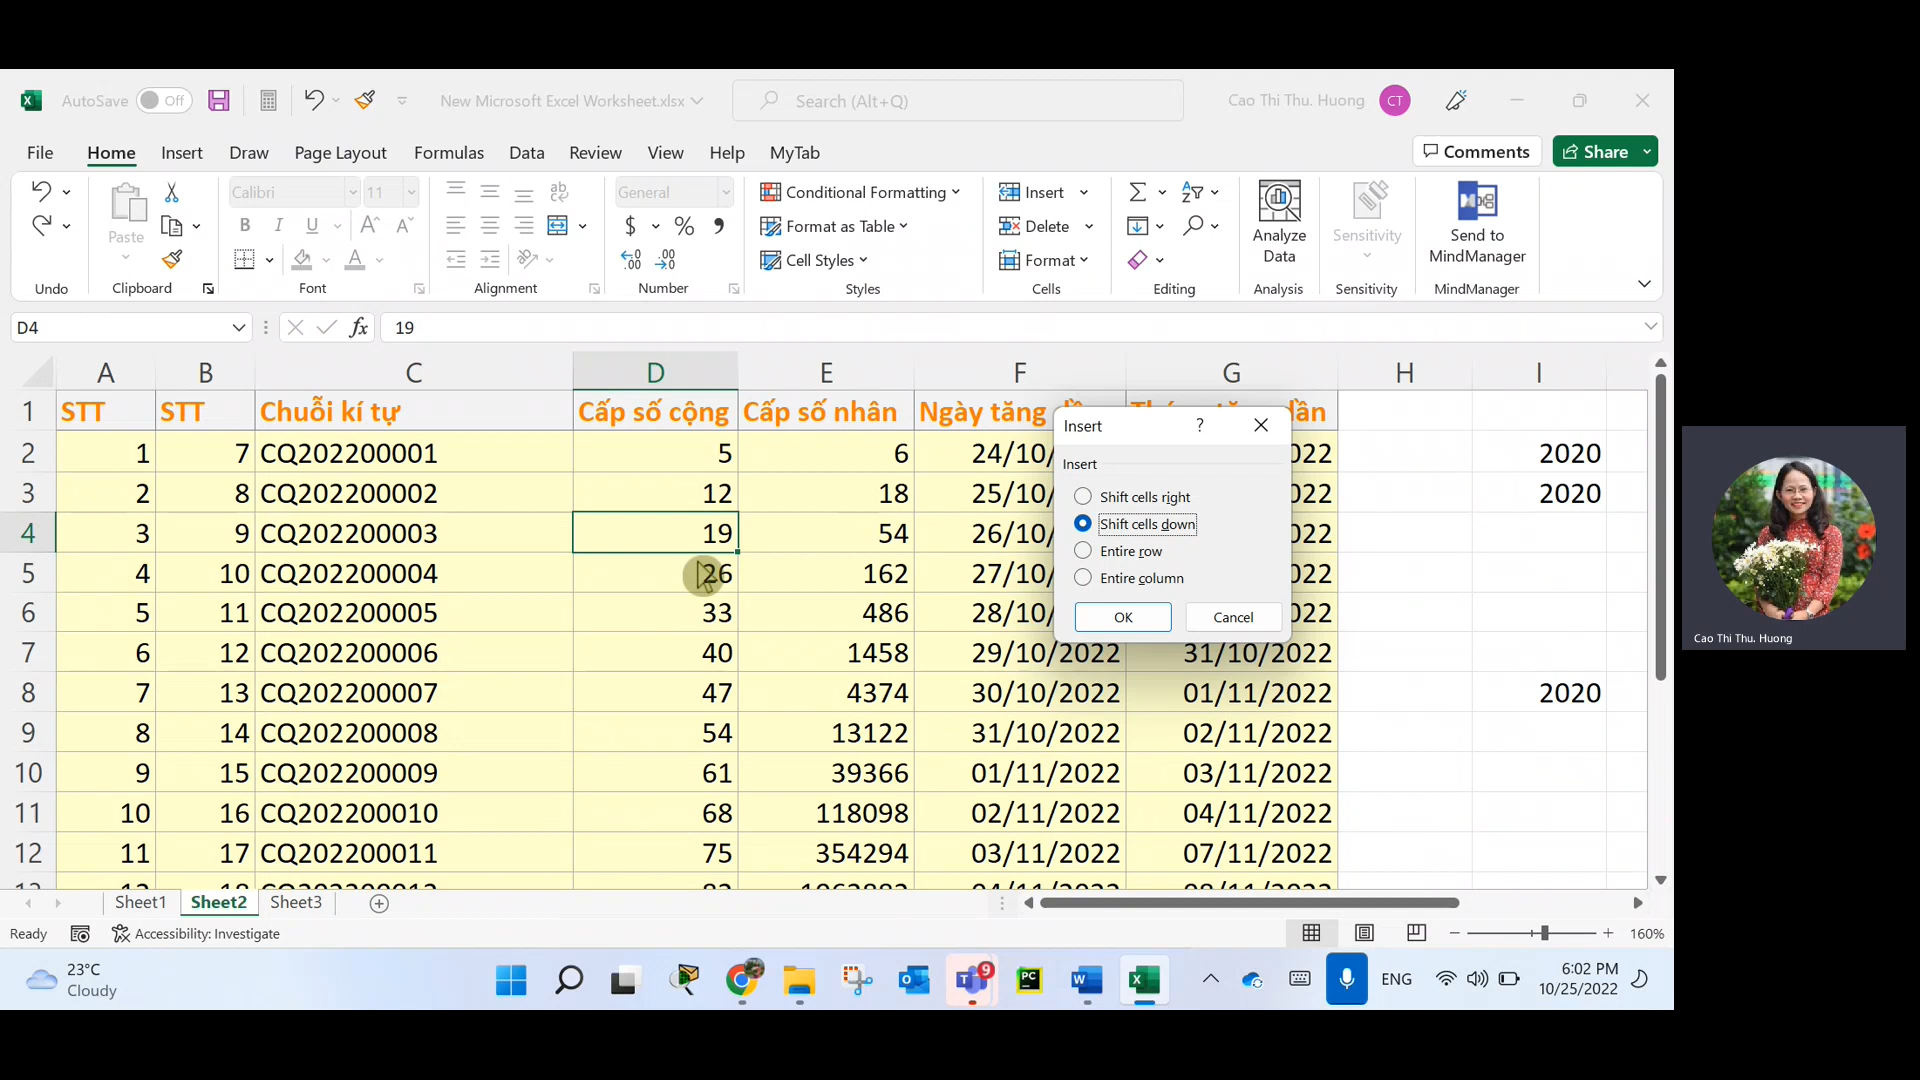 AutoSave Off New Microsoft Excel Worksheet.xlsx Search (Alt+Q) Cao Thi Thu. Huong CT
File Home Insert Draw Page Layout Formulas Data Review View Help MyTab Comments Share
Calibri 11 General Conditional Formatting Insert
Paste B I U $ % Format as Table Delete Analyze Data Sensitivity Send to MindManager
Cell Styles Format
Undo Clipboard Font Alignment Number Styles Cells Editing Analysis Sensitivity MindManager
D4 fx 19
A B C D E F G H I
1 STT STT Chuỗi kí tự Cấp số cộng Cấp số nhân Ngày tăng
2 1 7 CQ202200001 5 6 24/10/ 022 2020
3 2 8 CQ202200002 12 18 25/10/ 022 2020
4 3 9 CQ202200003 19 54 26/10/ 022
5 4 10 CQ202200004 26 162 27/10/ 022
6 5 11 CQ202200005 33 486 28/10/ 022
7 6 12 CQ202200006 40 1458 29/10/2022 31/10/2022
8 7 13 CQ202200007 47 4374 30/10/2022 01/11/2022 2020
9 8 14 CQ202200008 54 13122 31/10/2022 02/11/2022
10 9 15 CQ202200009 61 39366 01/11/2022 03/11/2022
11 10 16 CQ202200010 68 118098 02/11/2022 04/11/2022
12 11 17 CQ202200011 75 354294 03/11/2022 07/11/2022
Insert ?
Insert
Shift cells right
Shift cells down
Entire row
Entire column
OK Cancel
Cao Thi Thu. Huong
Sheet1 Sheet2 Sheet3
Ready Accessibility: Investigate 160%
23°C
Cloudy
9 PC ENG
6:02 PM
10/25/2022